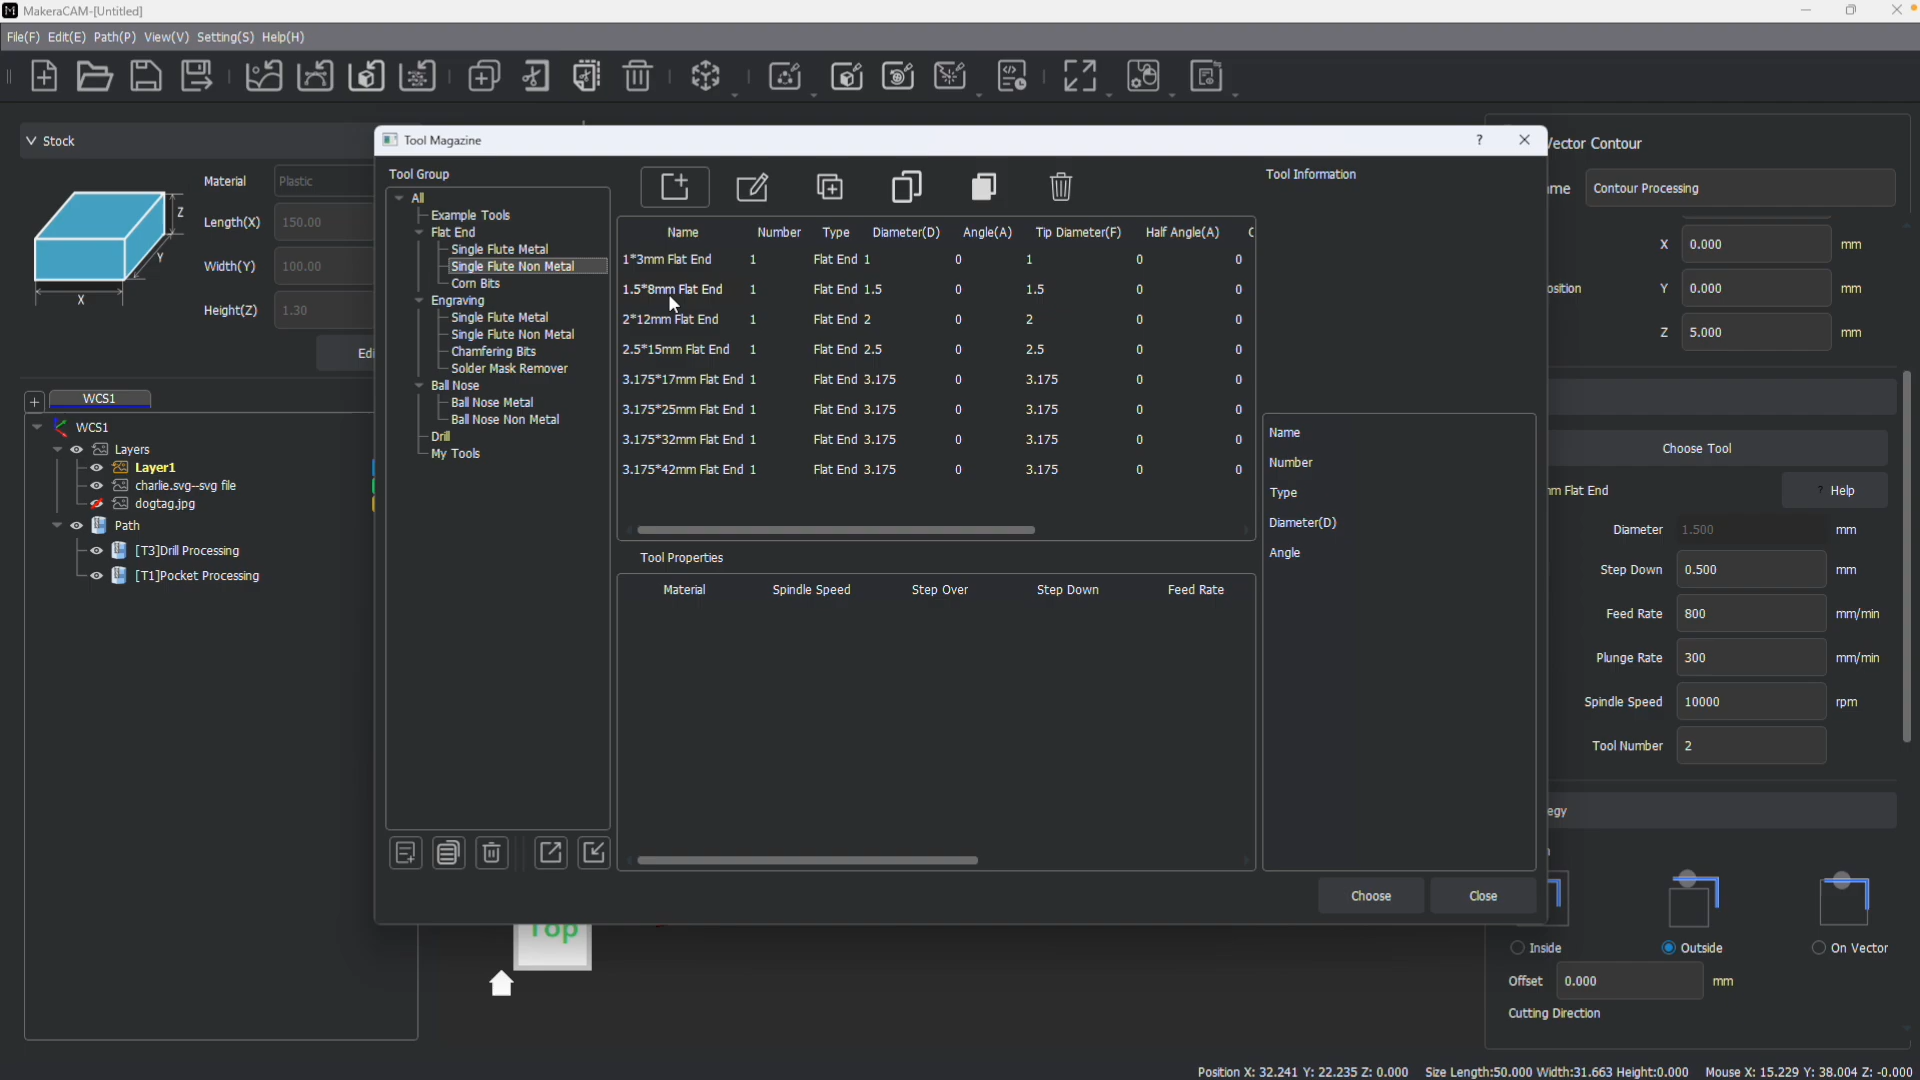 MakeraCAM-[Untitled]
File(F) Edit(E) Path(P) View(V) Setting(S) Help(H)
Stock
Material Plastic
Length(X) 150.00
Width(Y) 100.00
Height(Z) 1.30
Z
Y
X
Edi
+ WCS1
WCS1
Layers
Layer1
charlie.svg--svg file
dogtag.jpg
Path
[T3]Drill Processing
[T1]Pocket Processing
Tool Magazine ?
Tool Group
All
Example Tools
Flat End
Single Flute Metal
Single Flute Non Metal
Corn Bits
Engraving
Single Flute Metal
Single Flute Non Metal
Chamfering Bits
Solder Mask Remover
Ball Nose
Ball Nose Metal
Ball Nose Non Metal
Drill
My Tools
Name Number Type Diameter(D) Angle(A) Tip Diameter(F) Half Angle(A) C
1*3mm Flat End 1 Flat End 1 0 1 0 0
1.5*8mm Flat End 1 Flat End 1.5 0 1.5 0 0
2*12mm Flat End 1 Flat End 2 0 2 0 0
2.5*15mm Flat End 1 Flat End 2.5 0 2.5 0 0
3.175*17mm Flat End 1 Flat End 3.175 0 3.175 0 0
3.175*25mm Flat End 1 Flat End 3.175 0 3.175 0 0
3.175*32mm Flat End 1 Flat End 3.175 0 3.175 0 0
3.175*42mm Flat End 1 Flat End 3.175 0 3.175 0 0
Tool Properties
Material Spindle Speed Step Over Step Down Feed Rate
Tool Information
Name
Number
Type
Diameter(D)
Angle
Choose Close
Top
Vector Contour
me Contour Processing
X 0.000 mm
osition Y 0.000 mm
Z 5.000 mm
Choose Tool
m Flat End ? Help
Diameter 1.500 mm
Step Down 0.500 mm
Feed Rate 800 mm/min
Plunge Rate 300 mm/min
Spindle Speed 10000 rpm
Tool Number 2
egy
Inside Outside On Vector
Offset 0.000 mm
Cutting Direction
Position X: 32.241 Y: 22.235 Z: 0.000 Size Length:50.000 Width:31.663 Height:0.000 Mouse X: 15.229 Y: 38.004 Z: -0.000